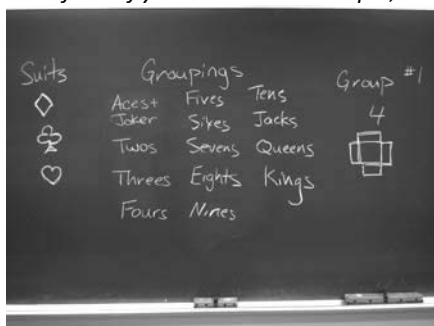 Suits
Groupings
Aces +
Joker
Twos
Threes
Fours
Fives
Sixes
Sevens
Eights
Nines
Tens
Jacks
Queens
Kings
Group #1
4